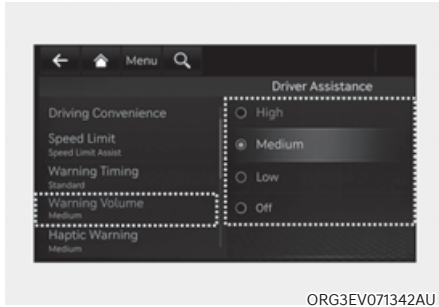 Menu
Driver Assistance
Driving Convenience
Speed Limit
Speed Limit Assist
Warning Timing
Standard
Warning Volume
Medium
Haptic Warning
Medium
High
Medium
Low
Off
ORG3EV071342AU